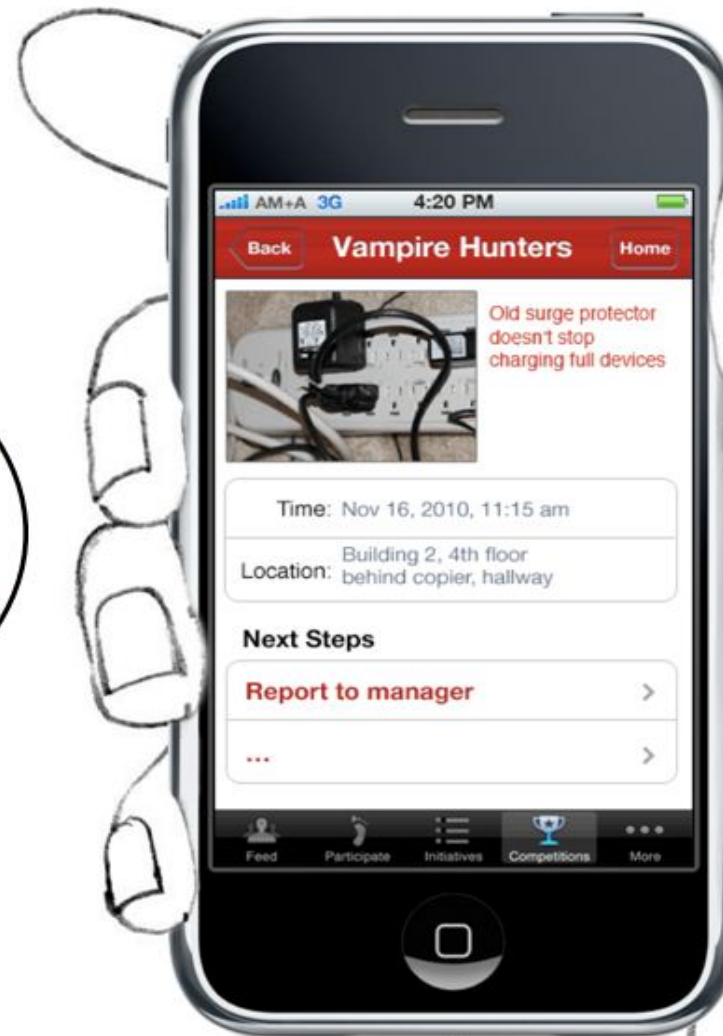 AM+A 3G 4:20 PM
Back Vampire Hunters Home
Old surge protector
doesn't stop
charging full devices
Time: Nov 16, 2010, 11:15 am
Location: Building 2, 4th floor
behind copier, hallway
Next Steps
Report to manager
...
Feed Participate Initiatives Competitions More